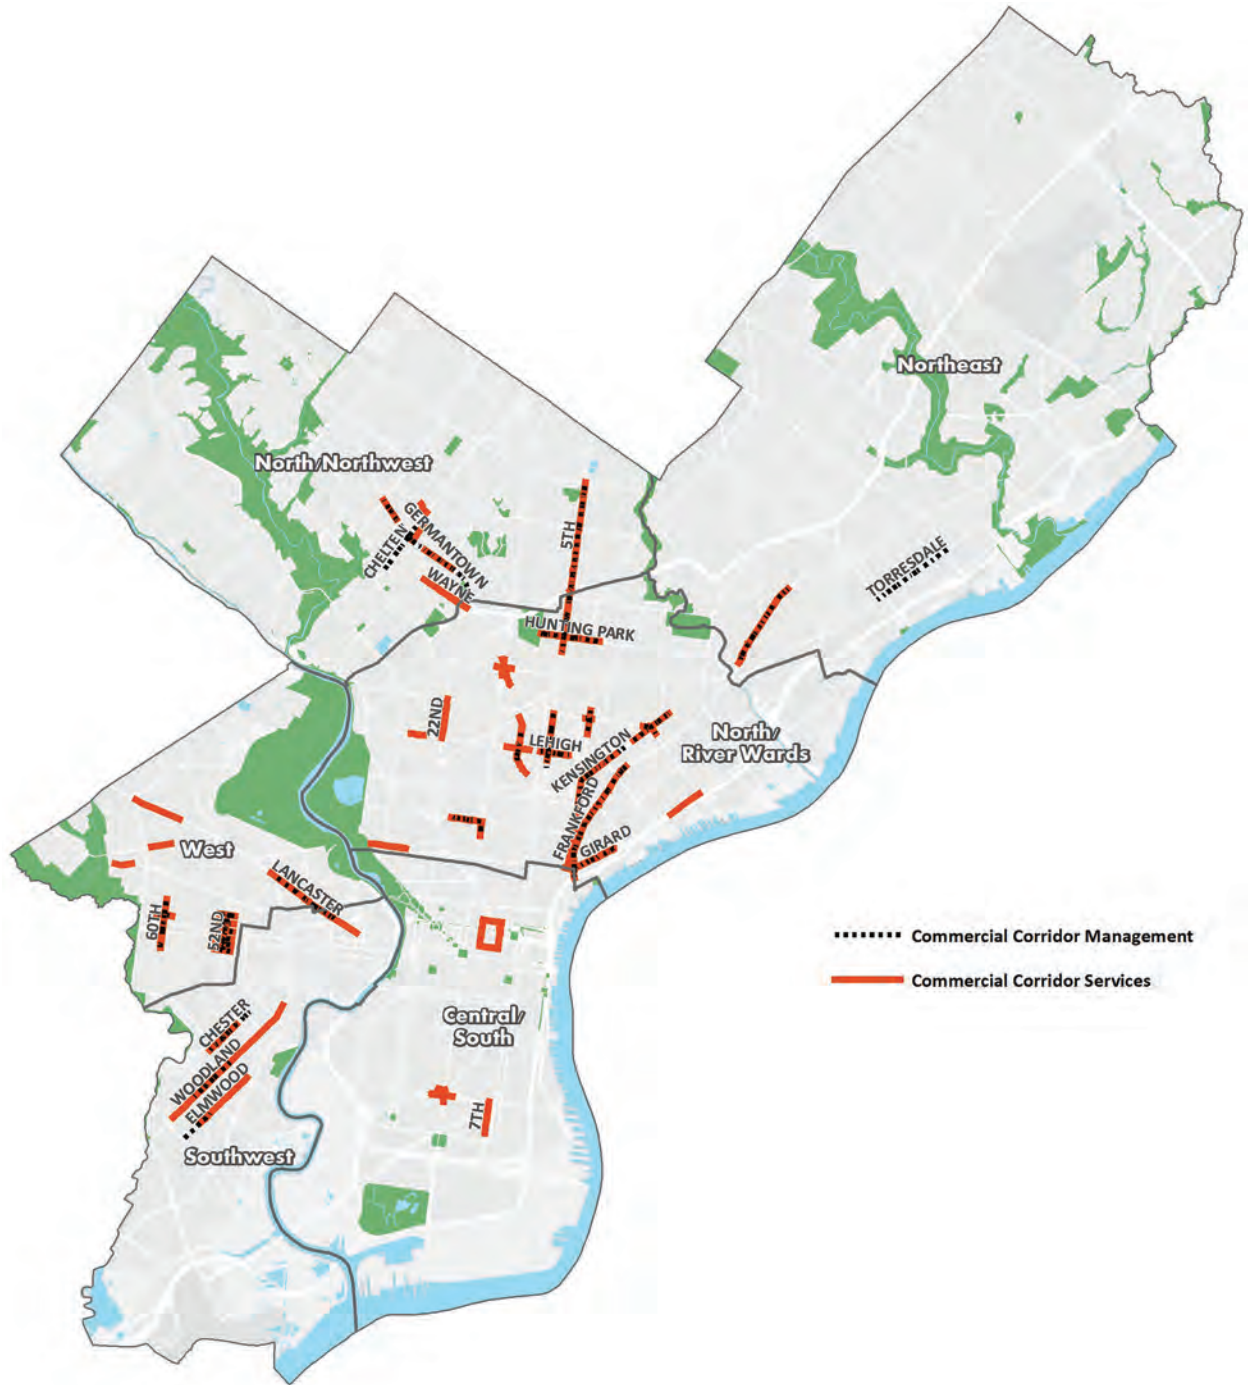 Northeast
North/Northwest
GERMANTOWN
CHELTEN
WAYNE
5TH
TORRESDALE
HUNTING PARK
22ND
LEHIGH
KENSINGTON
North/
River Wards
FRANKFORD
GIRARD
West
LANCASTER
60TH
52ND
Commercial Corridor Management
Commercial Corridor Services
Central/
South
CHESTER
WOODLAND
ELMWOOD
7TH
Southwest